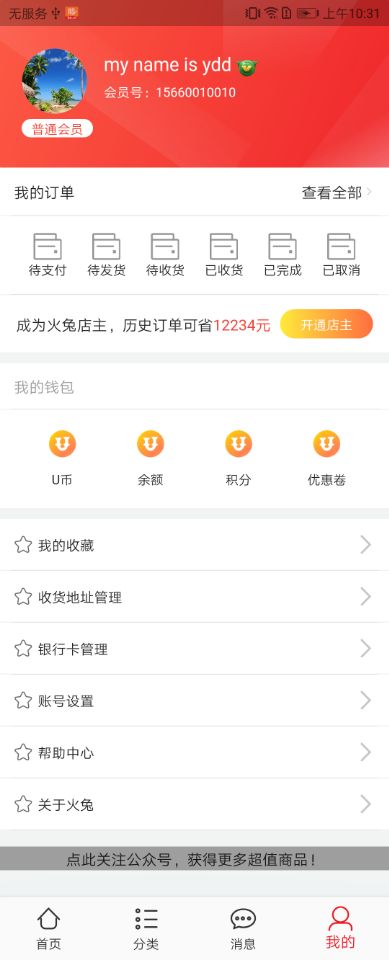 无服务 上午10:31
my name is ydd
会员号：15660010010
普通会员
我的订单 查看全部
待支付 待发货 待收货 已收货 已完成 已取消
成为火兔店主，历史订单可省12234元 开通店主
我的钱包
U币 余额 积分 优惠卷
我的收藏
收货地址管理
银行卡管理
账号设置
帮助中心
关于火兔
点此关注公众号，获得更多超值商品！
首页 分类 消息 我的